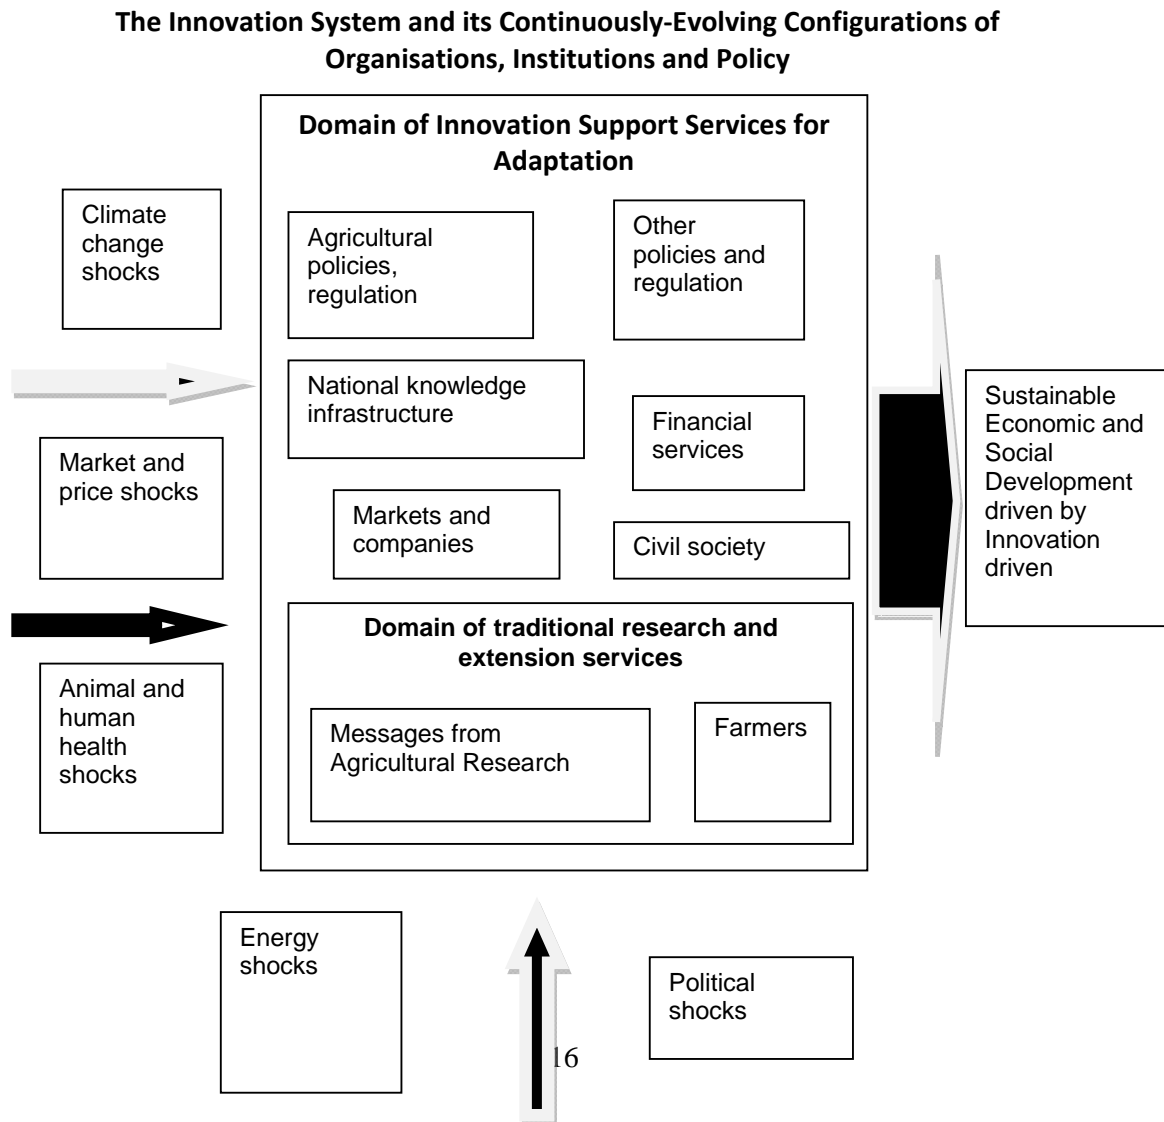 The Innovation System and its Continuously-Evolving Configurations of
Organisations, Institutions and Policy
Domain of Innovation Support Services for
Adaptation
Climate
change
shocks
Agricultural
policies,
regulation
Other
policies and
regulation
National knowledge
infrastructure
Financial
services
Market and
price shocks
Markets and
companies
Civil society
Sustainable
Economic and
Social
Development
driven by
Innovation
driven
Domain of traditional research and
extension services
Messages from
Agricultural Research
Farmers
Animal and
human
health
shocks
Energy
shocks
Political
shocks
16